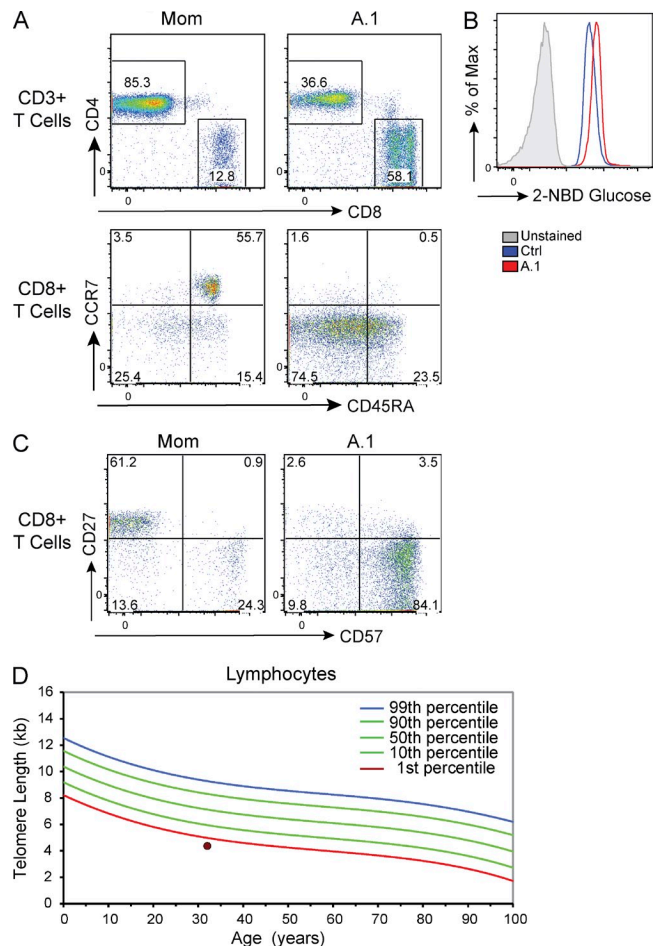 A
Mom
A.1
CD3+
T Cells
CD4
85.3
12.8
36.6
58.1
0
0
0
CD8
CD8+
T Cells
CCR7
3.5
55.7
25.4
15.4
1.6
0.5
74.5
23.5
0
0
0
CD45RA
B
% of Max
0
2-NBD Glucose
Unstained
Ctrl
A.1
C
Mom
A.1
CD8+
T Cells
CD27
61.2
0.9
13.6
24.3
2.6
3.5
9.8
84.1
0
0
0
0
CD57
D
Lymphocytes
Telomere Length (kb)
16
14
12
10
8
6
4
2
0
99th percentile
90th percentile
50th percentile
10th percentile
1st percentile
0 10 20 30 40 50 60 70 80 90 100
Age (years)